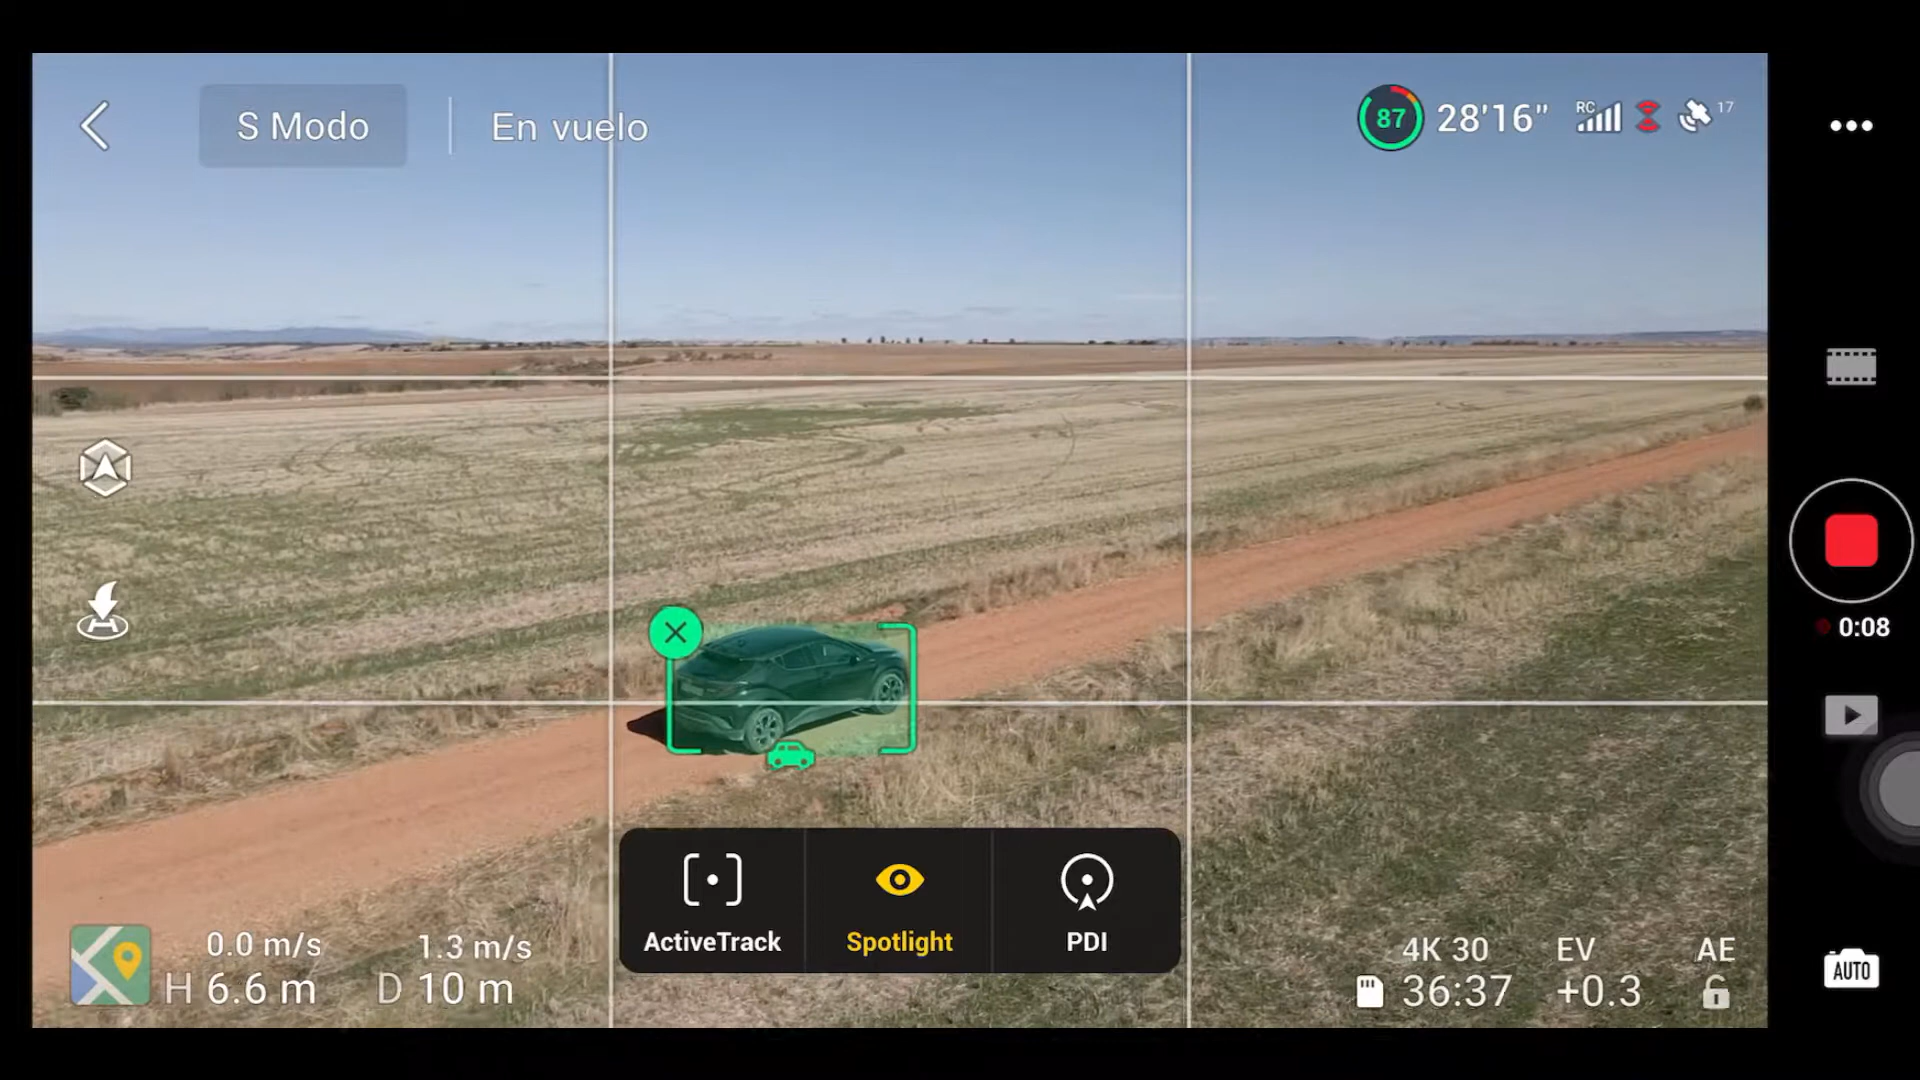 S Modo
En vuelo
87
28'16"
RC
17
0:08
ActiveTrack
Spotlight
PDI
0.0 m/s
1.3 m/s
H 6.6 m
D 10 m
4K 30
EV
AE
36:37
+0.3
AUTO